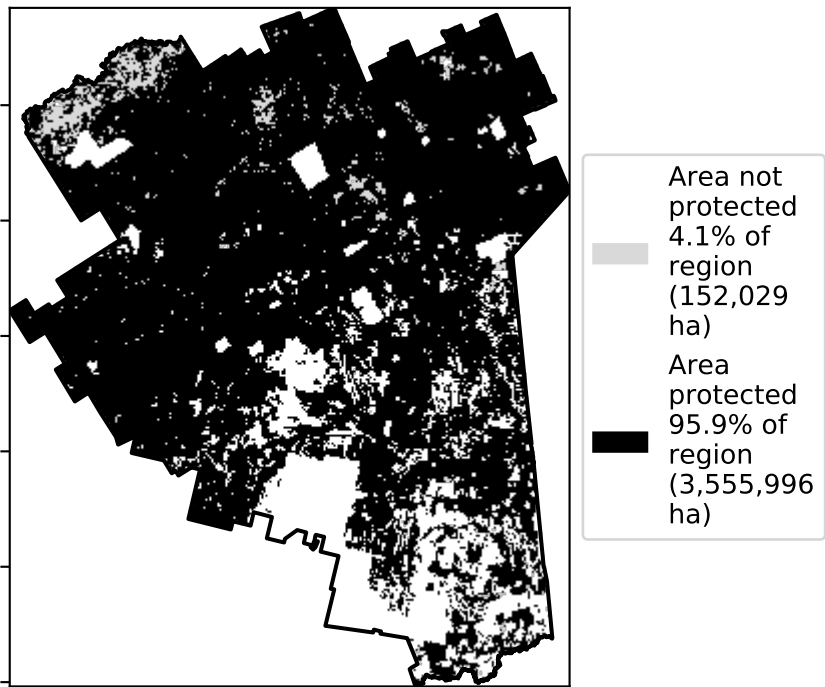 Area not
protected
4.1% of
region
(152,029
ha)
Area
protected
95.9% of
region
(3,555,996
ha)